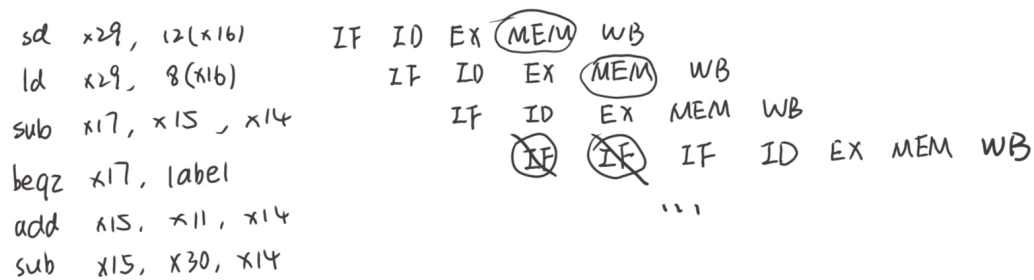 sd x29, 12(x16) IF ID EX MEM WB
ld x29, 8(x16) IF ID EX MEM WB
sub x17, x15, x14 IF ID EX MEM WB
beqz x17, label IF IF IF ID EX MEM WB
add x15, x11, x14 ...
sub x15, x30, x14